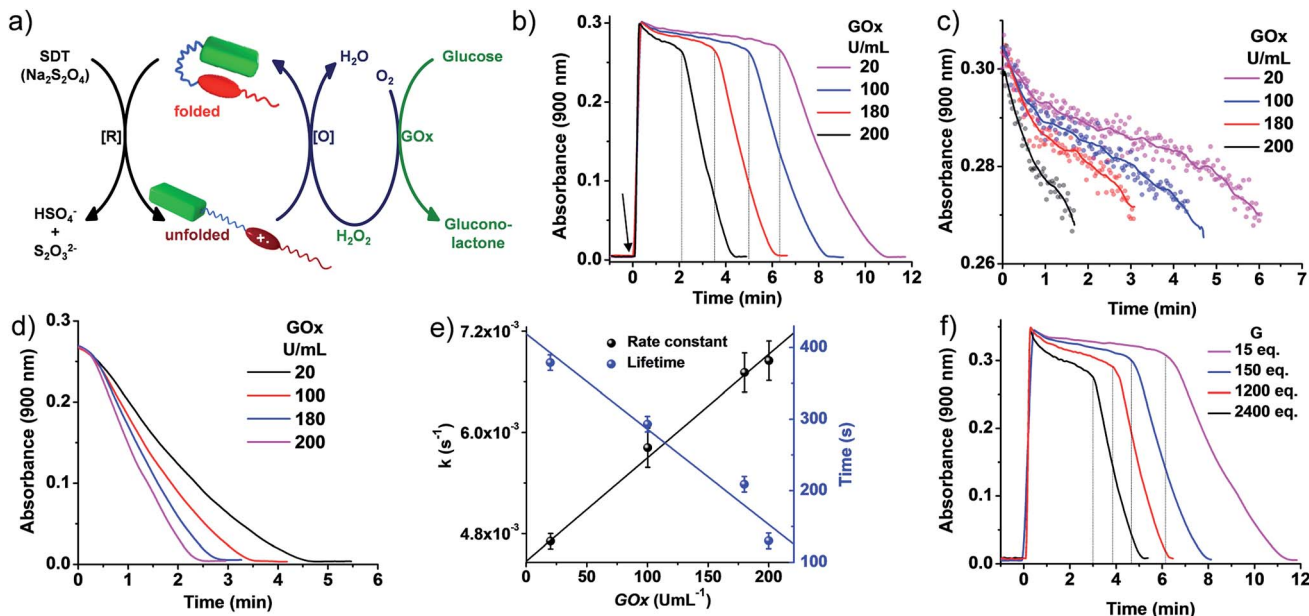 a)
SDT
(Na₂S₂O₄)
[R]
HSO₄⁻
+
S₂O₃²⁻
folded
unfolded
+.
[O]
H₂O
O₂
H₂O₂
GOx
Glucose
Glucono-
lactone
b)
Absorbance (900 nm)
0.3
0.2
0.1
0.0
0 2 4 6 8 10 12
Time (min)
GOx
U/mL
20
100
180
200
c)
Absorbance (900 nm)
0.30
0.28
0.26
0 1 2 3 4 5 6 7
Time (min)
GOx
U/mL
20
100
180
200
d)
Absorbance (900 nm)
0.3
0.2
0.1
0.0
0 1 2 3 4 5 6
Time (min)
GOx
U/mL
20
100
180
200
e)
k (s⁻¹)
7.2x10⁻³
6.0x10⁻³
4.8x10⁻³
Rate constant
Lifetime
400
300
200
100
Time (s)
0 50 100 150 200
GOx (UmL⁻¹)
f)
Absorbance (900 nm)
0.3
0.2
0.1
0.0
0 2 4 6 8 10 12
Time (min)
G
15 eq.
150 eq.
1200 eq.
2400 eq.